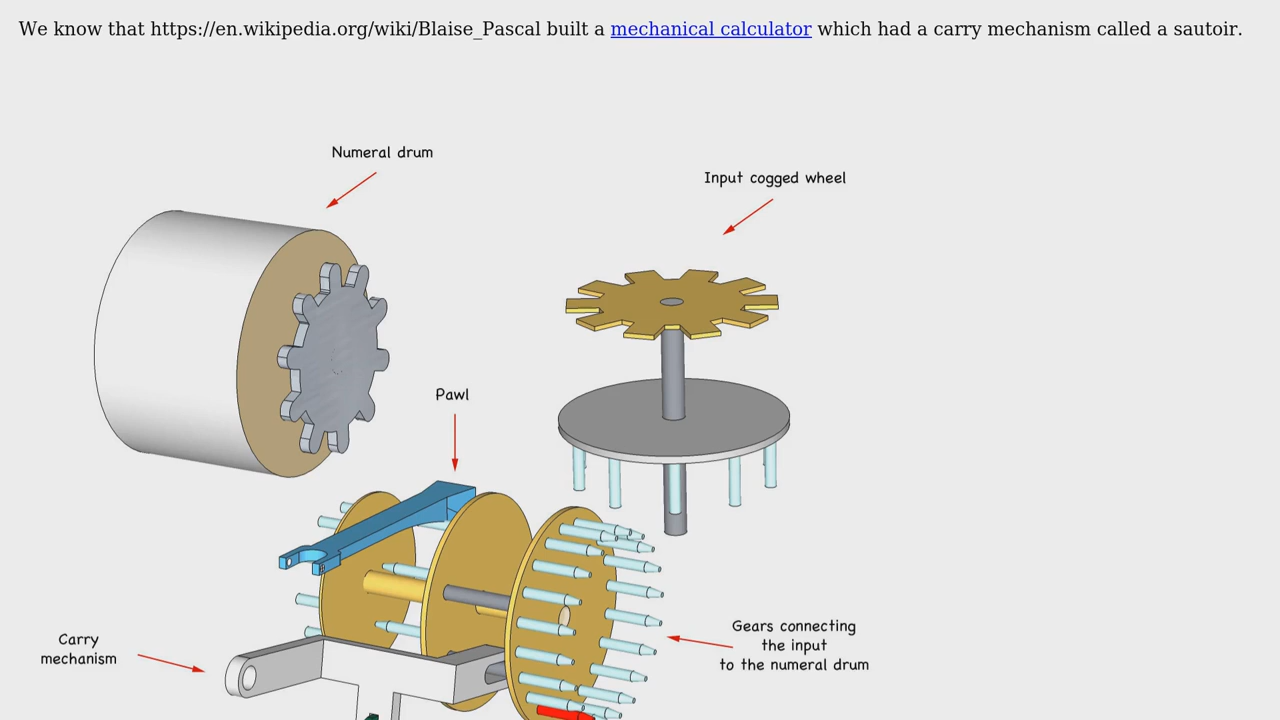 We know that https://en.wikipedia.org/wiki/Blaise_Pascal built a mechanical calculator which had a carry mechanism called a sautoir.
Numeral drum
Input cogged wheel
Pawl
Carry
mechanism
Gears connecting
the input
to the numeral drum